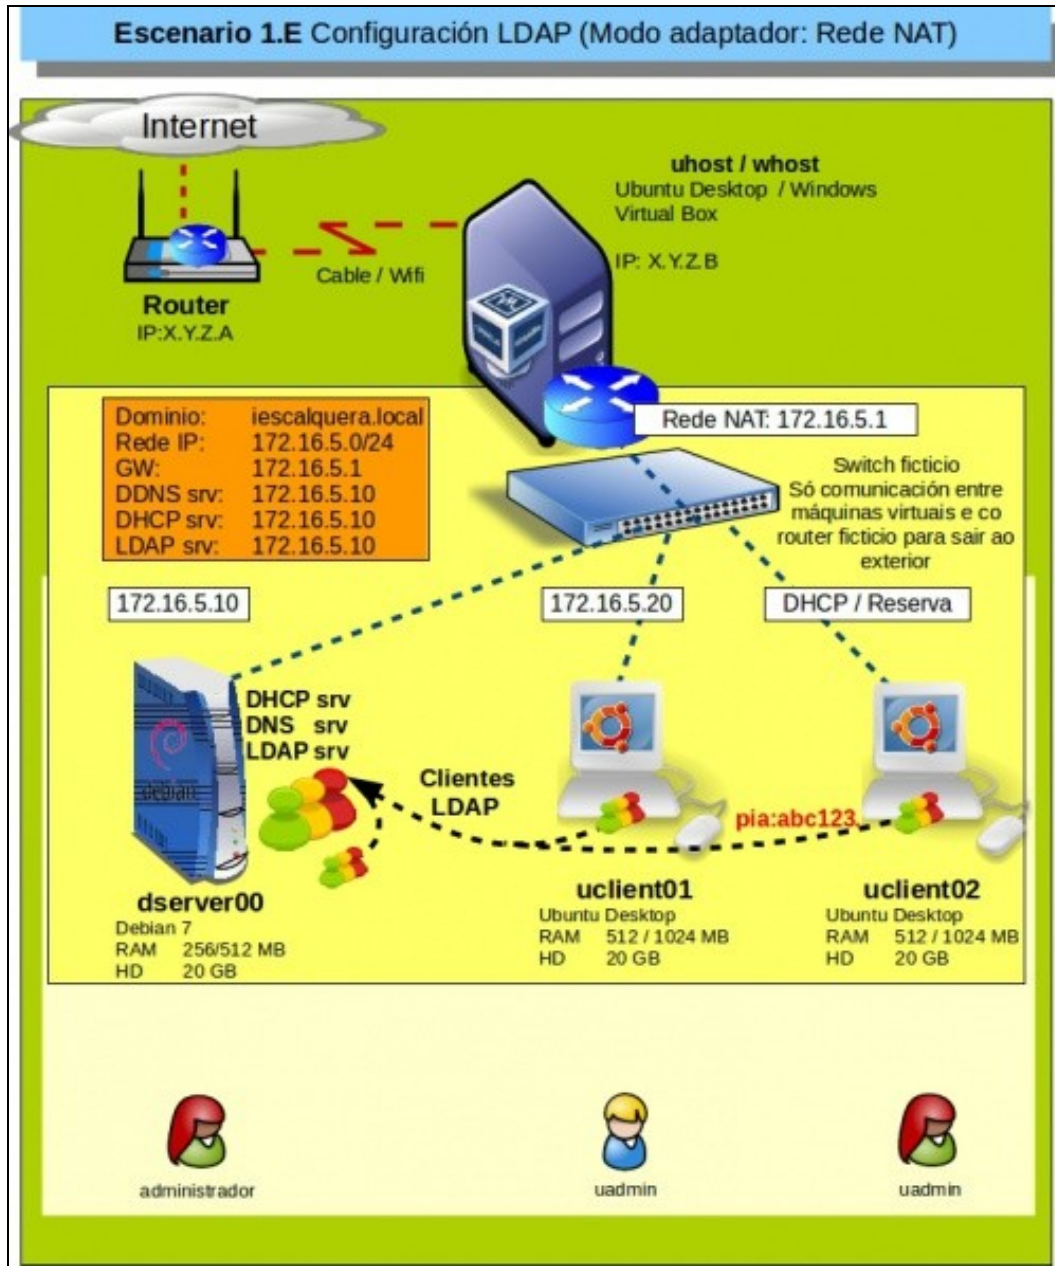 Escenario 1.E Configuración LDAP (Modo adaptador: Rede NAT)
Internet
uhost / whost
Ubuntu Desktop / Windows
Virtual Box
IP: X.Y.Z.B
Cable / Wifi
Router
IP:X.Y.Z.A
Dominio: iescalquera.local
Rede IP: 172.16.5.0/24
GW: 172.16.5.1
DDNS srv: 172.16.5.10
DHCP srv: 172.16.5.10
LDAP srv: 172.16.5.10
Rede NAT: 172.16.5.1
Switch ficticio
Só comunicación entre
máquinas virtuais e co
router ficticio para sair ao
exterior
172.16.5.10
172.16.5.20
DHCP / Reserva
DHCP srv
DNS srv
LDAP srv
debian
Clientes
LDAP
pia:abc123.
dserver00
Debian 7
RAM 256/512 MB
HD 20 GB
uclient01
Ubuntu Desktop
RAM 512 / 1024 MB
HD 20 GB
uclient02
Ubuntu Desktop
RAM 512 / 1024 MB
HD 20 GB
administrador
uadmin
uadmin